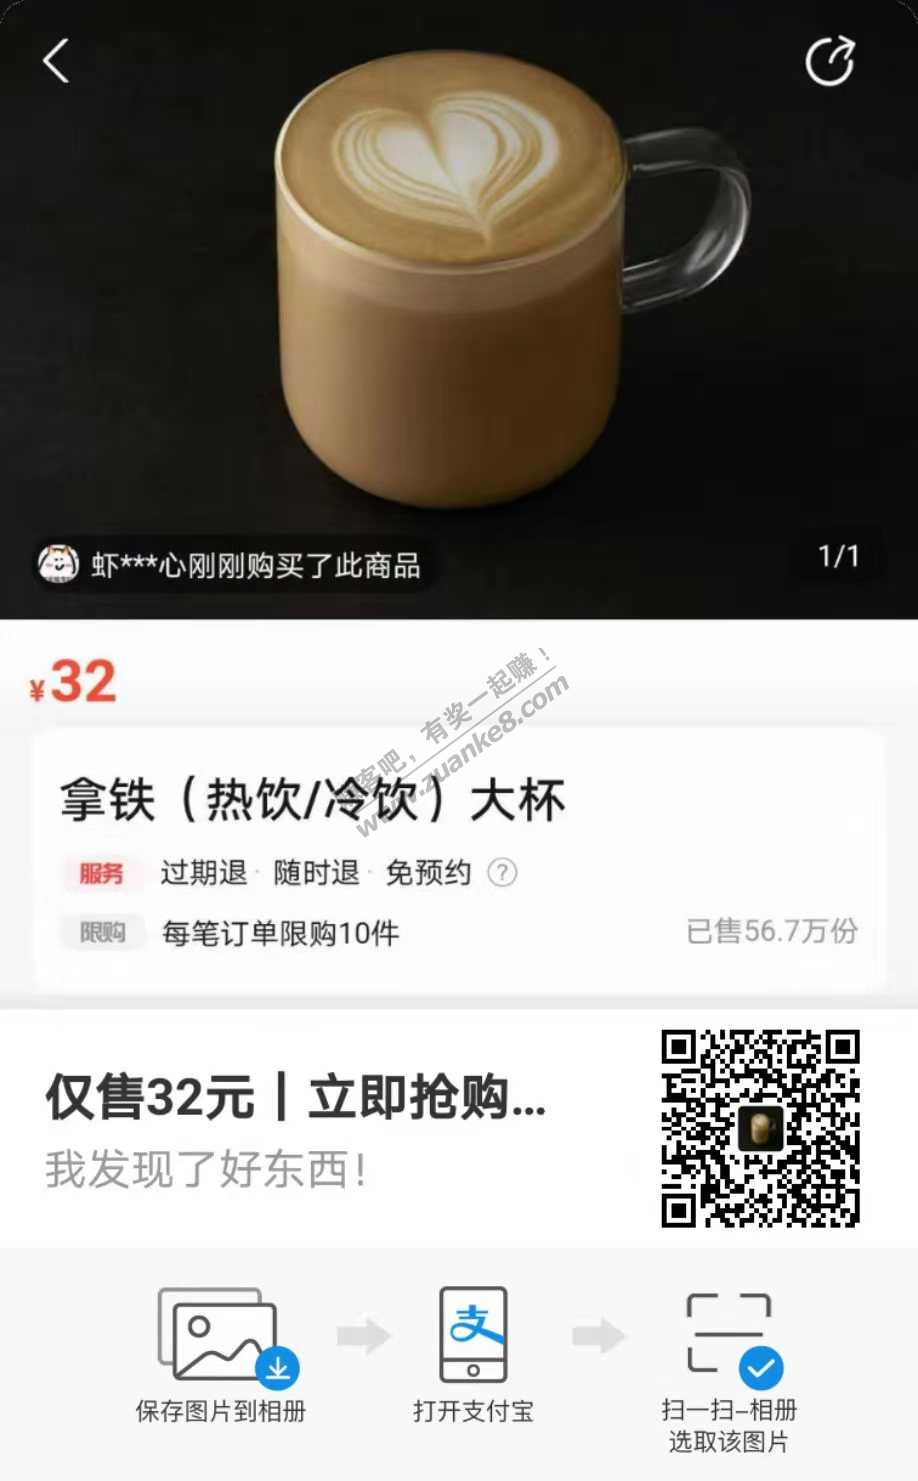 虾***心刚刚购买了此商品
1/1
¥32
客吧，有奖一起赚！
www.zuanke8.com
拿铁（热饮/冷饮）大杯
服务 过期退· 随时退· 免预约 ?
限购 每笔订单限购10件 已售56.7万份
仅售32元丨立即抢购...
我发现了好东西！
支
保存图片到相册
打开支付宝
扫一扫-相册
选取该图片